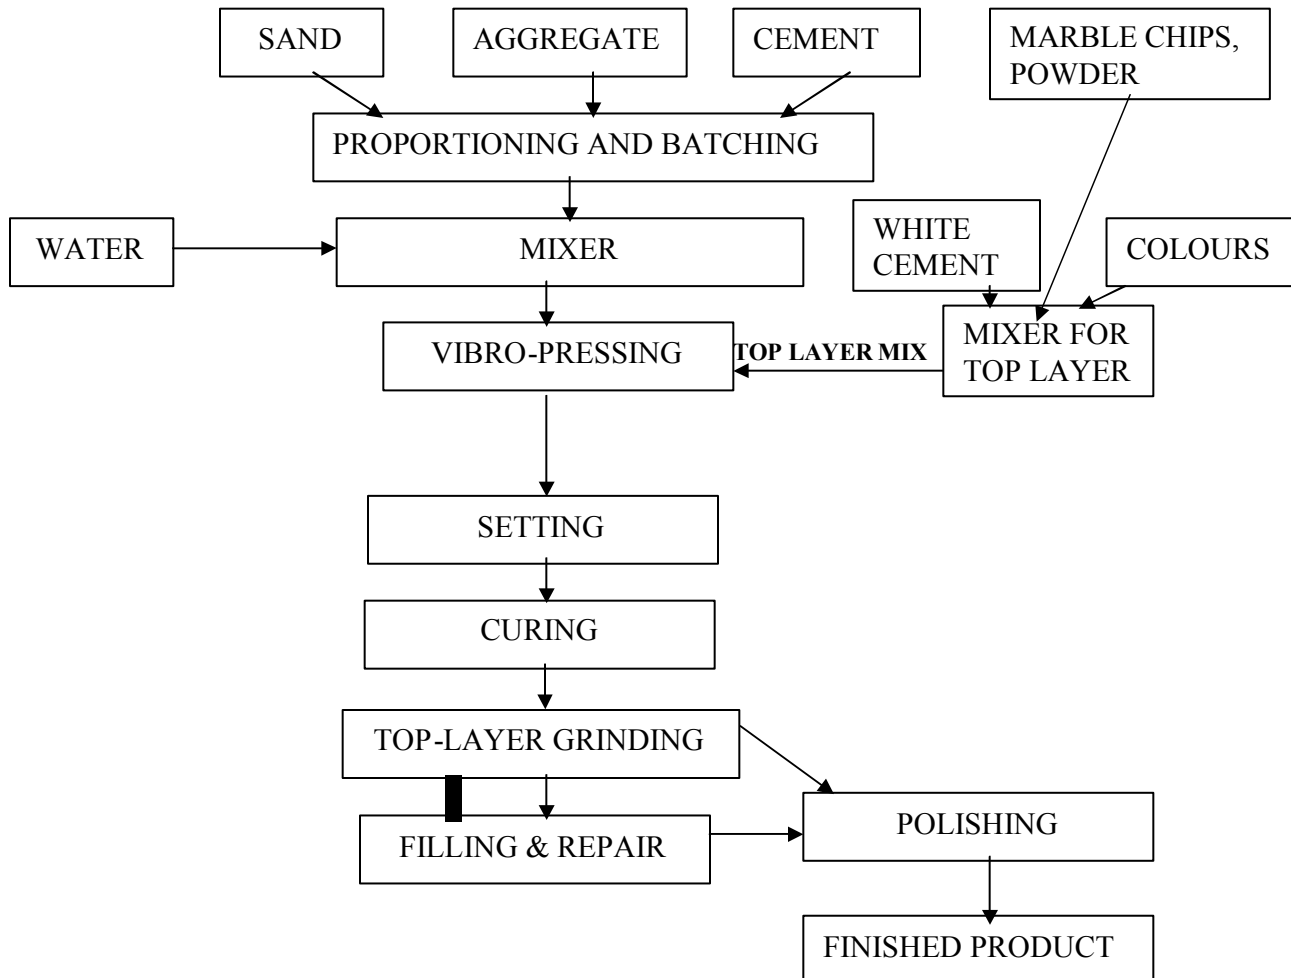 SAND
AGGREGATE
CEMENT
MARBLE CHIPS,
POWDER
PROPORTIONING AND BATCHING
WATER
MIXER
WHITE
CEMENT
COLOURS
VIBRO-PRESSING
TOP LAYER MIX
MIXER FOR
TOP LAYER
SETTING
CURING
TOP-LAYER GRINDING
FILLING & REPAIR
POLISHING
FINISHED PRODUCT